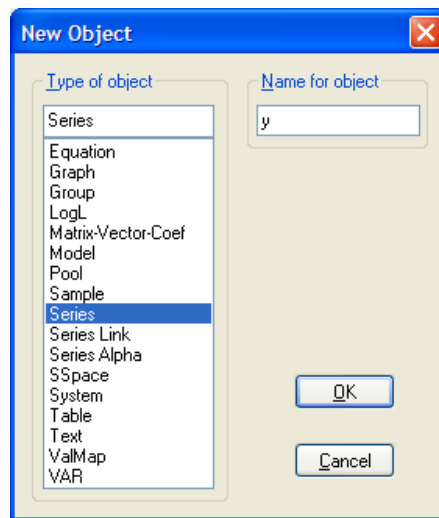 New Object
Type of object
Series
Equation
Graph
Group
LogL
Matrix-Vector-Coef
Model
Pool
Sample
Series
Series Link
Series Alpha
SSpace
System
Table
Text
ValMap
VAR
Name for object
y
OK
Cancel